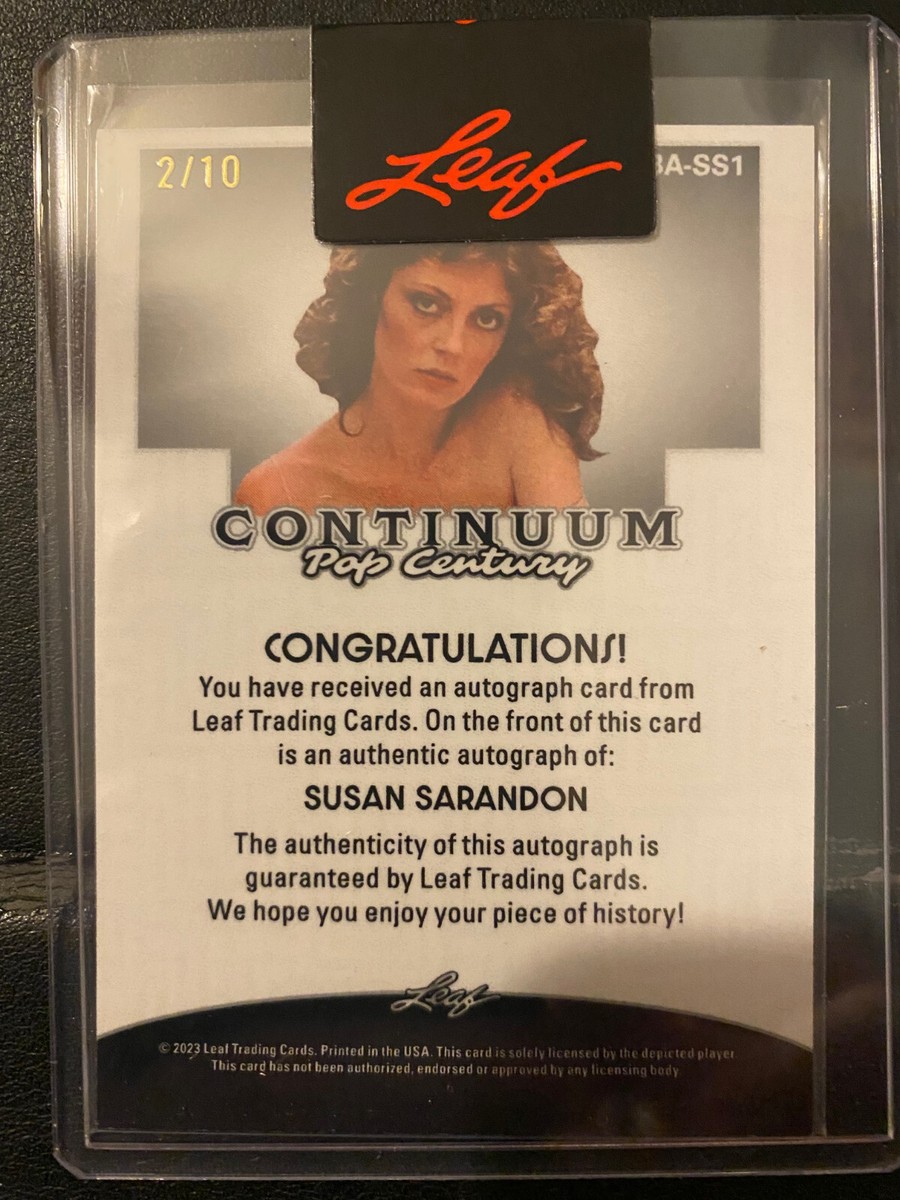 Leaf
2/10
BA-SS1
CONTINUUM
Pop Century
CONGRATULATIONS!
You have received an autograph card from
Leaf Trading Cards. On the front of this card
is an authentic autograph of:
SUSAN SARANDON
The authenticity of this autograph is
guaranteed by Leaf Trading Cards.
We hope you enjoy your piece of history!
Leaf
© 2023 Leaf Trading Cards. Printed in the USA. This card is solely licensed by the depicted player
This card has not been authorized, endorsed or approved by any licensing body.